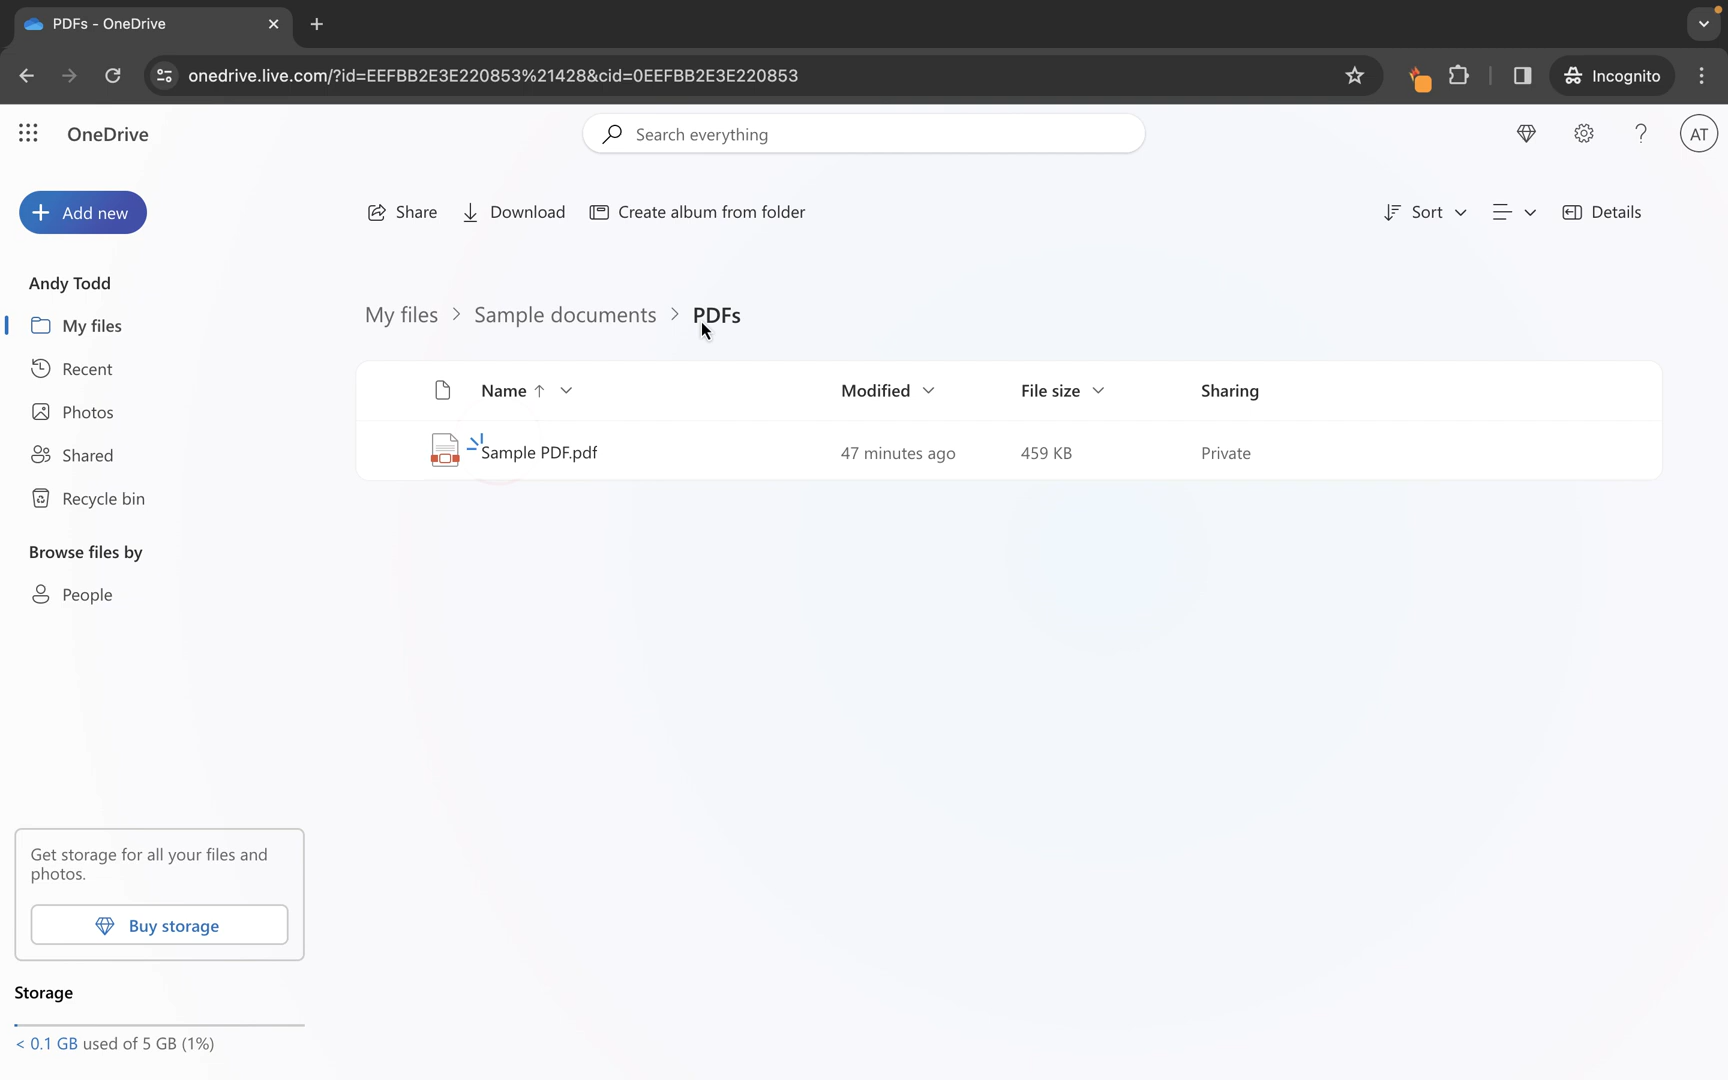 PDFs - OneDrive
onedrive.live.com/?id=EEFBB2E3E220853%21428&cid=0EEFBB2E3E220853
Incognito
OneDrive
Search everything
AT
Add new
Share
Download
Create album from folder
Sort
Details
Andy Todd
My files
Recent
Photos
Shared
Recycle bin
Browse files by
People
My files > Sample documents > PDFs
Name
Modified
File size
Sharing
Sample PDF.pdf
47 minutes ago
459 KB
Private
Get storage for all your files and
photos.
Buy storage
Storage
< 0.1 GB used of 5 GB (1%)